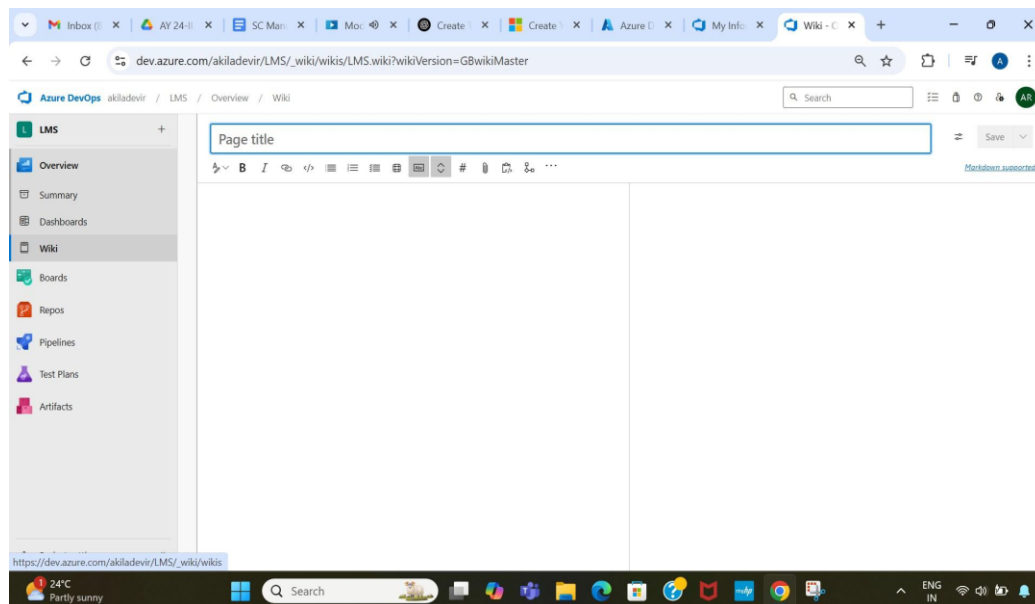 Inbox (
AY 24-
SC Man
Moc
Create
Create
Azure D
My Info
Wiki - C
dev.azure.com/akiladevir/LMS/_wiki/wikis/LMS.wiki?wikiVersion=GBwikiMaster
A
Azure DevOps akiladevir / LMS / Overview / Wiki
Search
AR
L LMS +
Page title
Save
Overview
B I </> #
Markdown supported
Summary
Dashboards
Wiki
Boards
Repos
Pipelines
Test Plans
Artifacts
https://dev.azure.com/akiladevir/LMS/_wiki/wikis
1
24°C
Partly sunny
Search
ENG
IN